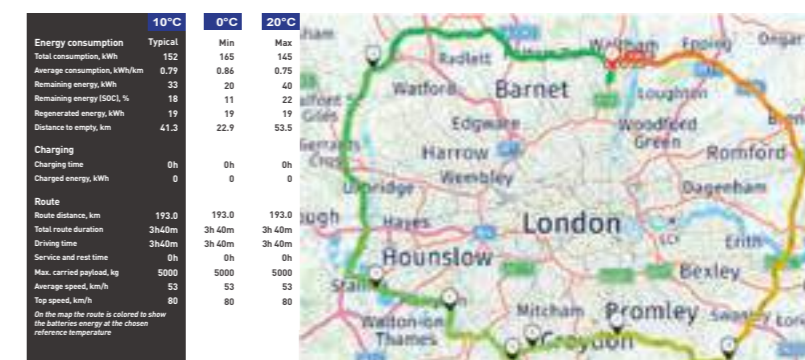 10°C 0°C 20°C
Energy consumption Typical Min Max
Total consumption, kWh 152 165 145
Average consumption, kWh/km 0.79 0.86 0.75
Remaining energy, kWh 33 20 40
Remaining energy (SOC), % 18 11 22
Regenerated energy, kWh 19 19 19
Distance to empty, km 41.3 22.9 53.5
Charging
Charging time 0h 0h 0h
Charged energy, kWh 0 0 0
Route
Route distance, km 193.0 193.0 193.0
Total route duration 3h40m 3h 40m 3h 40m
Driving time 3h40m 3h 40m 3h 40m
Service and rest time 0h 0h 0h
Max. carried payload, kg 5000 5000 5000
Average speed, km/h 53 53 53
Top speed, km/h 80 80 80
On the map the route is colored to show
the batteries energy at the chosen
reference temperature
Epping Ongar
Radlett
Watford Barnet Loughton
Edgware Woodford
Green
Harrow Romford
Wembley
Dagenham
Hayes London LCY
Erith
Hounslow Bexley
Mitcham
Walton-on
Thames Croydon